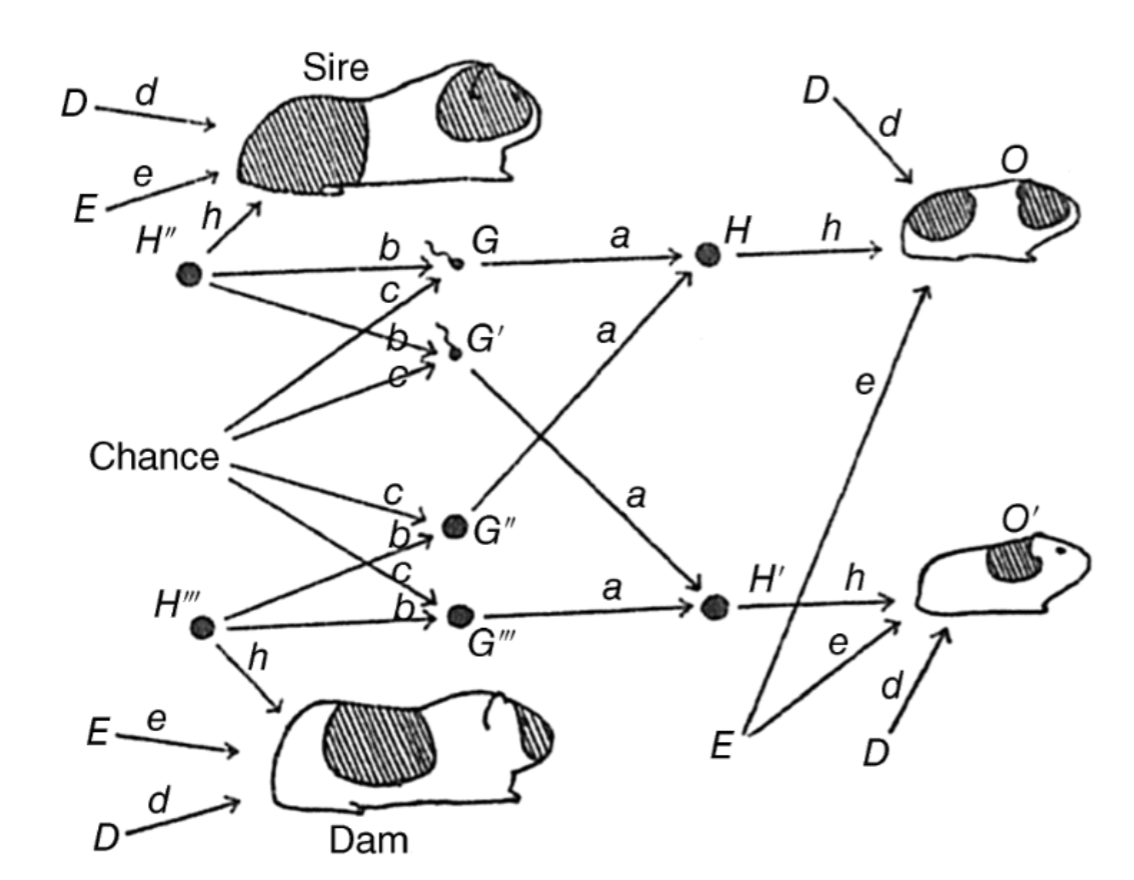 Sire
D d
D
d
O
E e
H″ h
b G a H h
c
b G′
a
c
e
Chance
c
a
O′
b G″
H‴
c
a H′ h
b
G‴
h
e
d
E e
E
D
D d
Dam